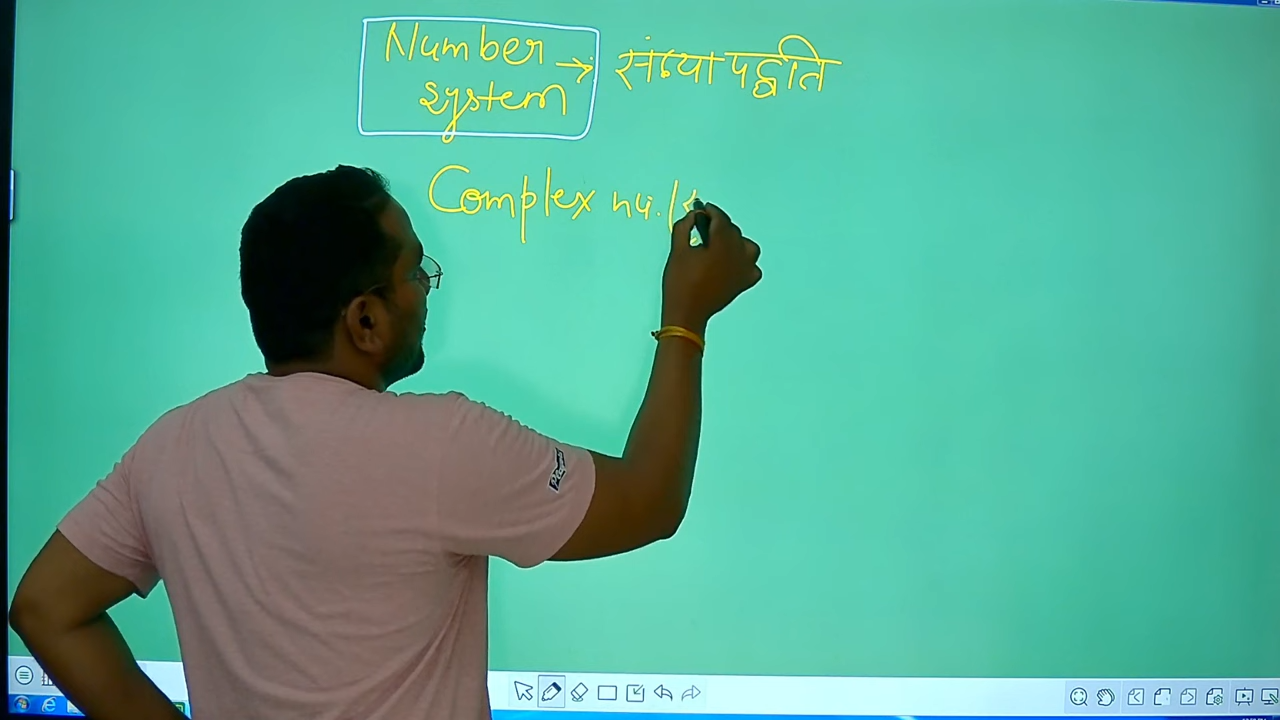 Number
system → संख्या पद्धति
Complex nu. (